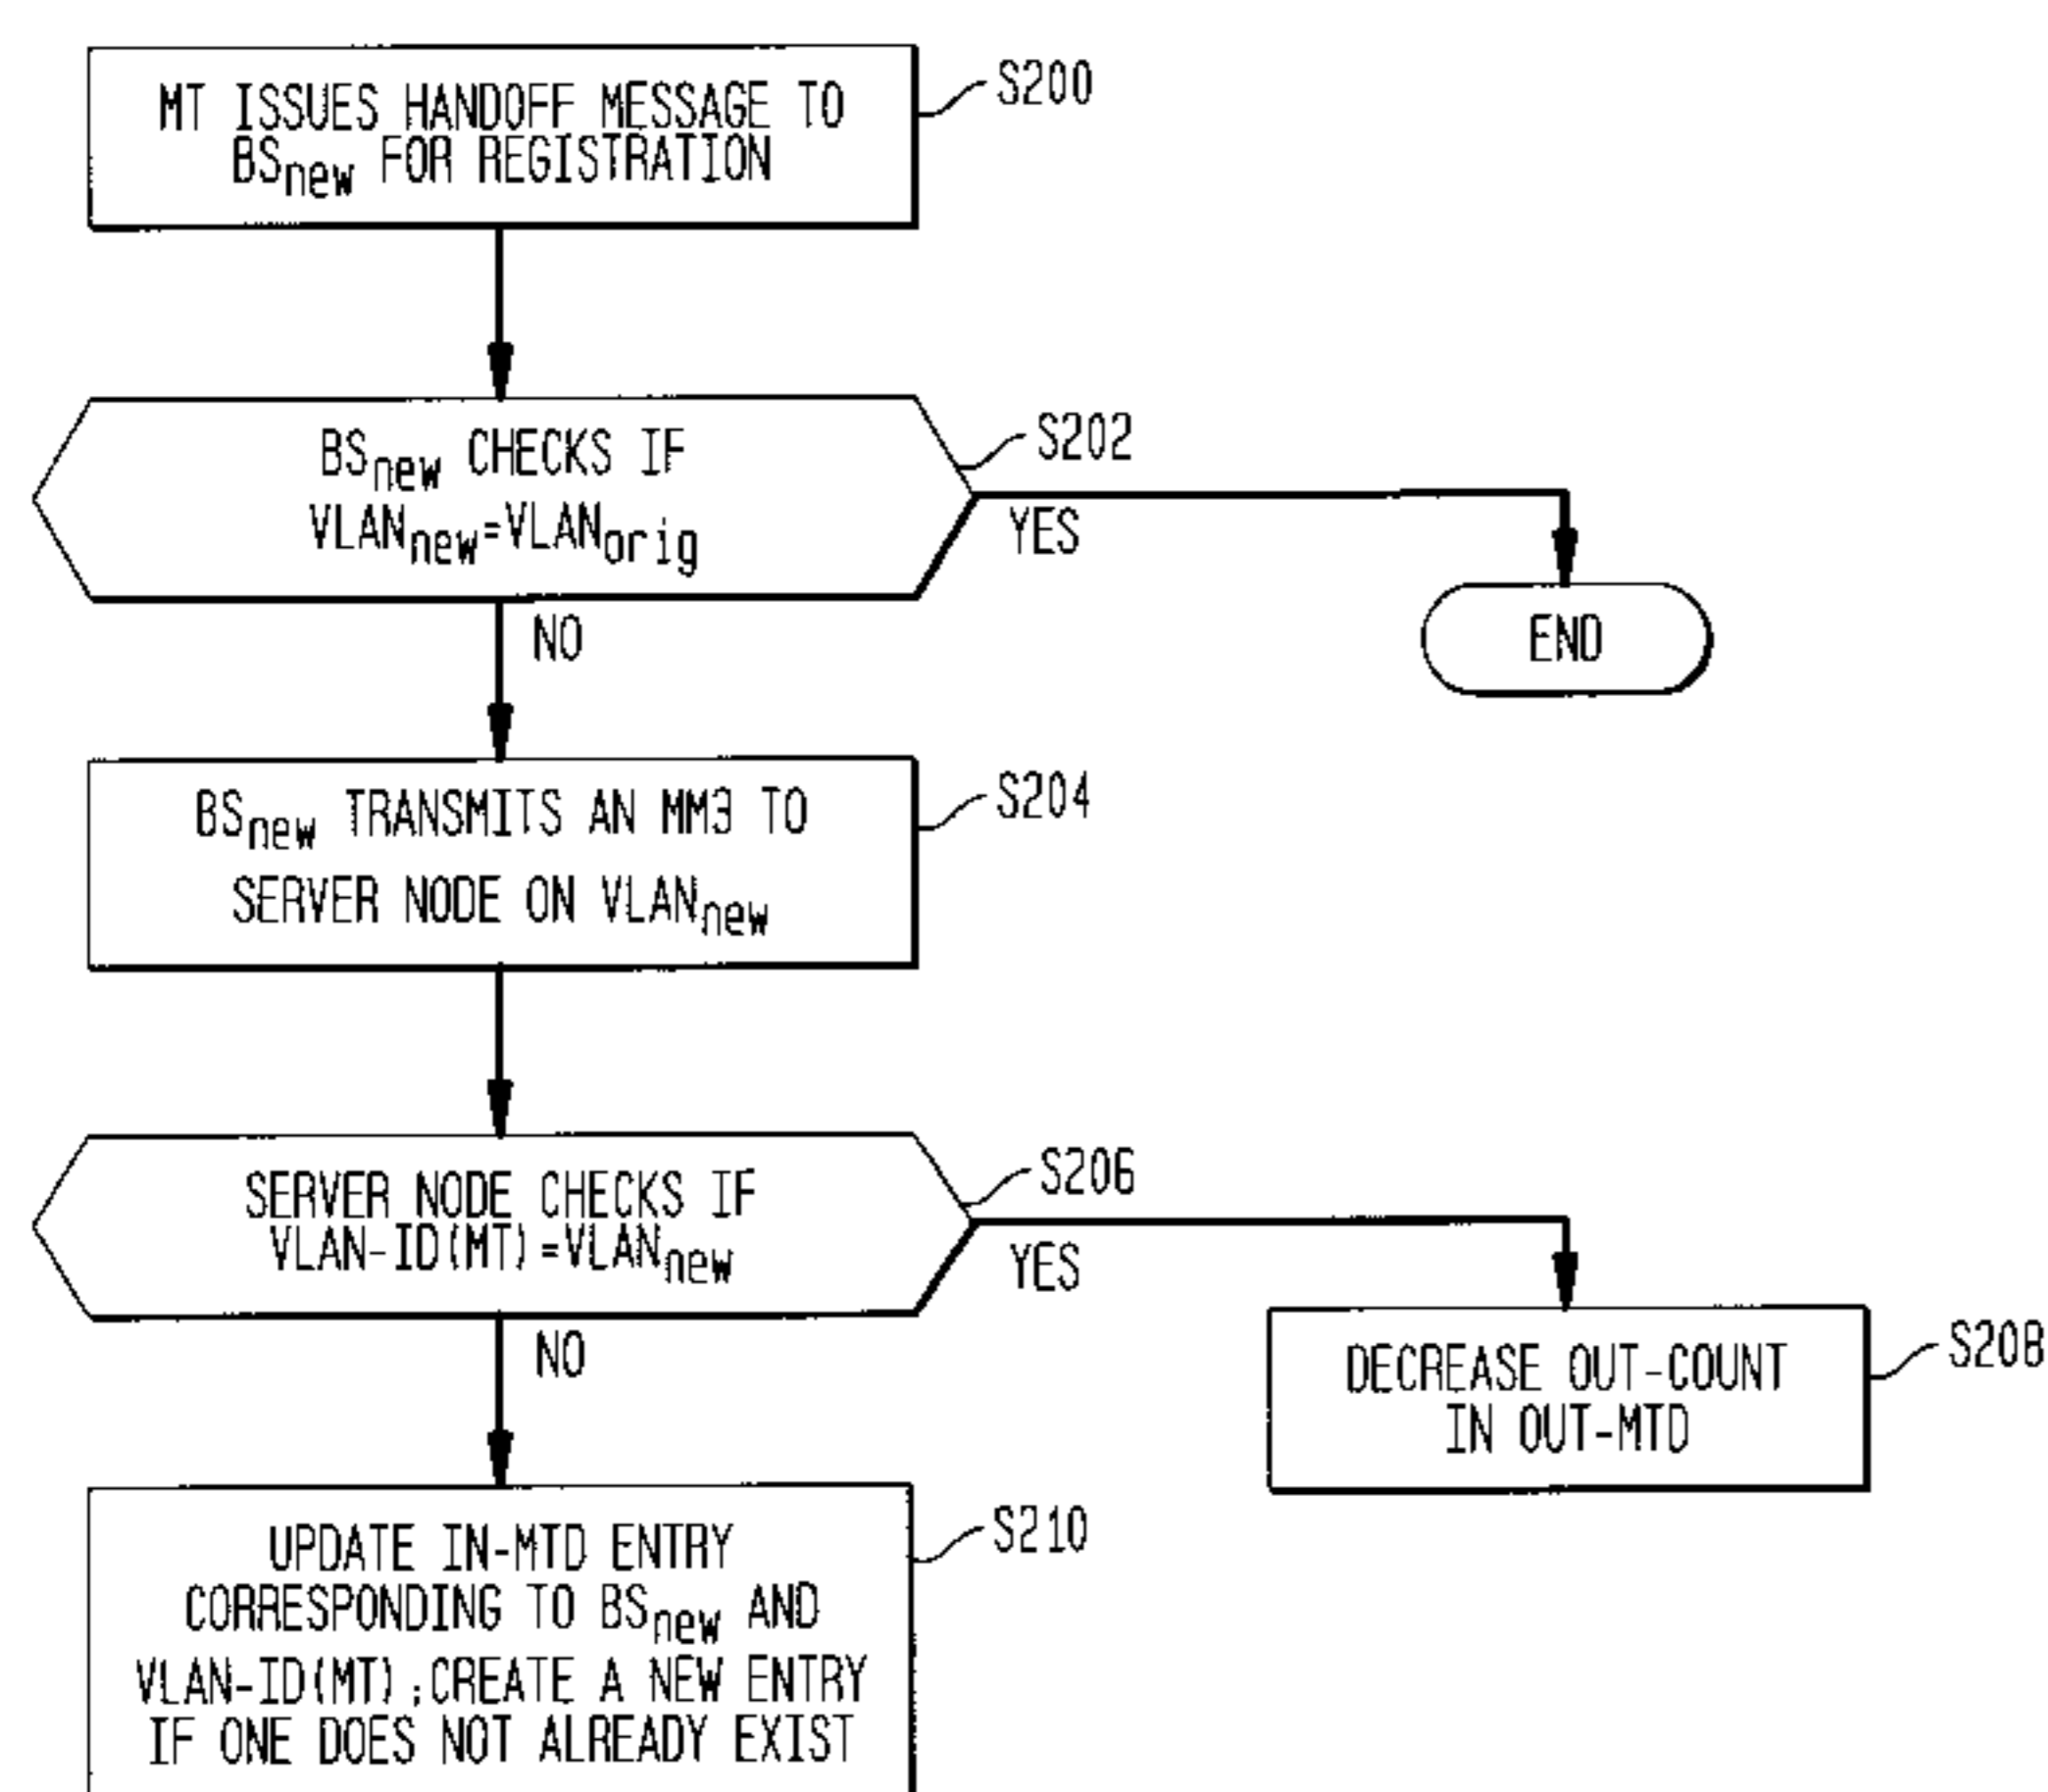 MT ISSUES HANDOFF MESSAGE TO
BSnew FOR REGISTRATION
S200
BSnew CHECKS IF
VLANnew=VLANorig
S202
YES
END
NO
BSnew TRANSMITS AN MM3 TO
SERVER NODE ON VLANnew
S204
SERVER NODE CHECKS IF
VLAN-ID(MT)=VLANnew
S206
YES
DECREASE OUT-COUNT
IN OUT-MTD
S208
NO
UPDATE IN-MTD ENTRY
CORRESPONDING TO BSnew AND
VLAN-ID(MT);CREATE A NEW ENTRY
IF ONE DOES NOT ALREADY EXIST
S210